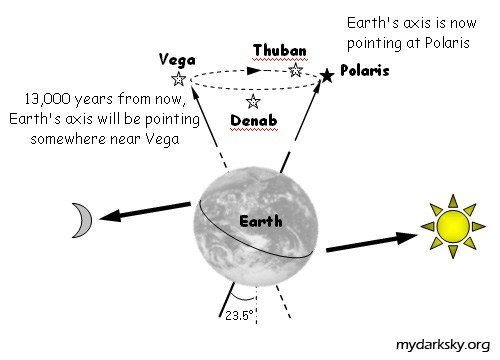 Earth's axis is now
pointing at Polaris
Vega
Thuban
Polaris
13,000 years from now,
Earth's axis will be pointing
somewhere near Vega
Denab
Earth
23.5°
mydarksky.org